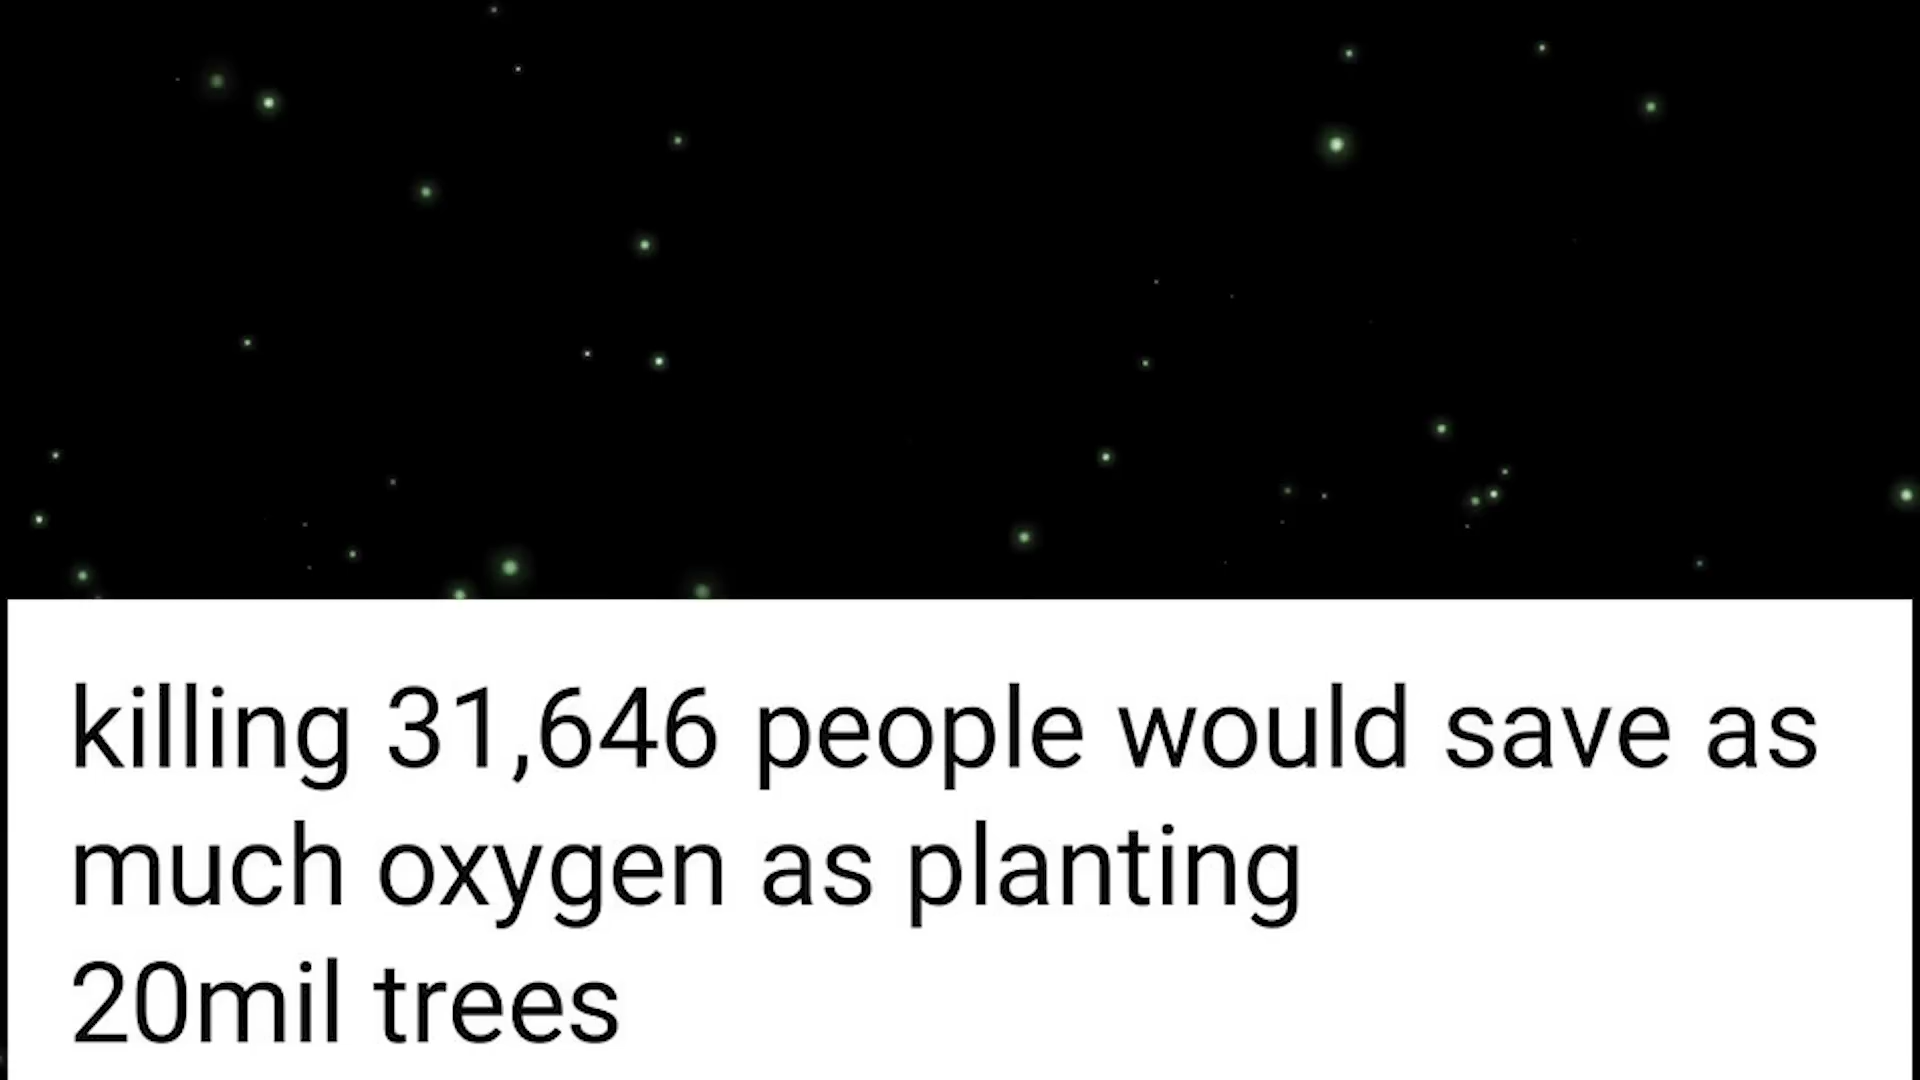 killing 31,646 people would save as
much oxygen as planting
20mil trees